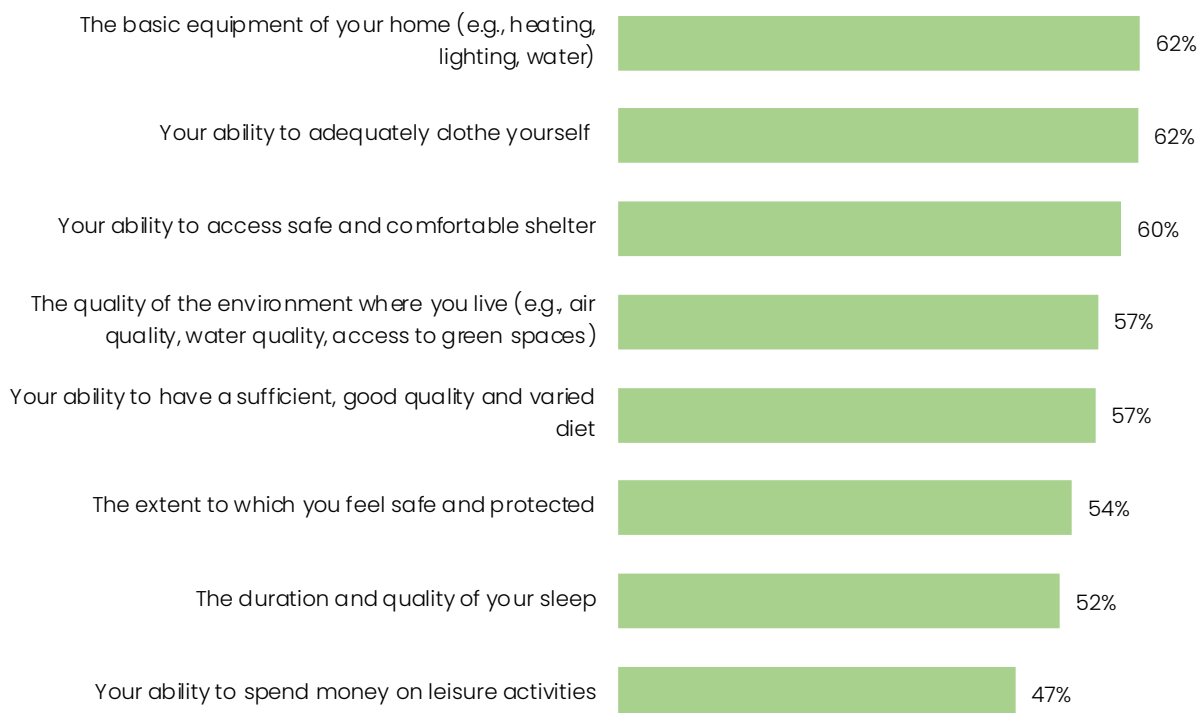 The basic equipment of your home (e.g., heating,
lighting, water)
62%
Your ability to adequately clothe yourself
62%
Your ability to access safe and comfortable shelter
60%
The quality of the environment where you live (e.g., air
quality, water quality, access to green spaces)
57%
Your ability to have a sufficient, good quality and varied
diet
57%
The extent to which you feel safe and protected
54%
The duration and quality of your sleep
52%
Your ability to spend money on leisure activities
47%